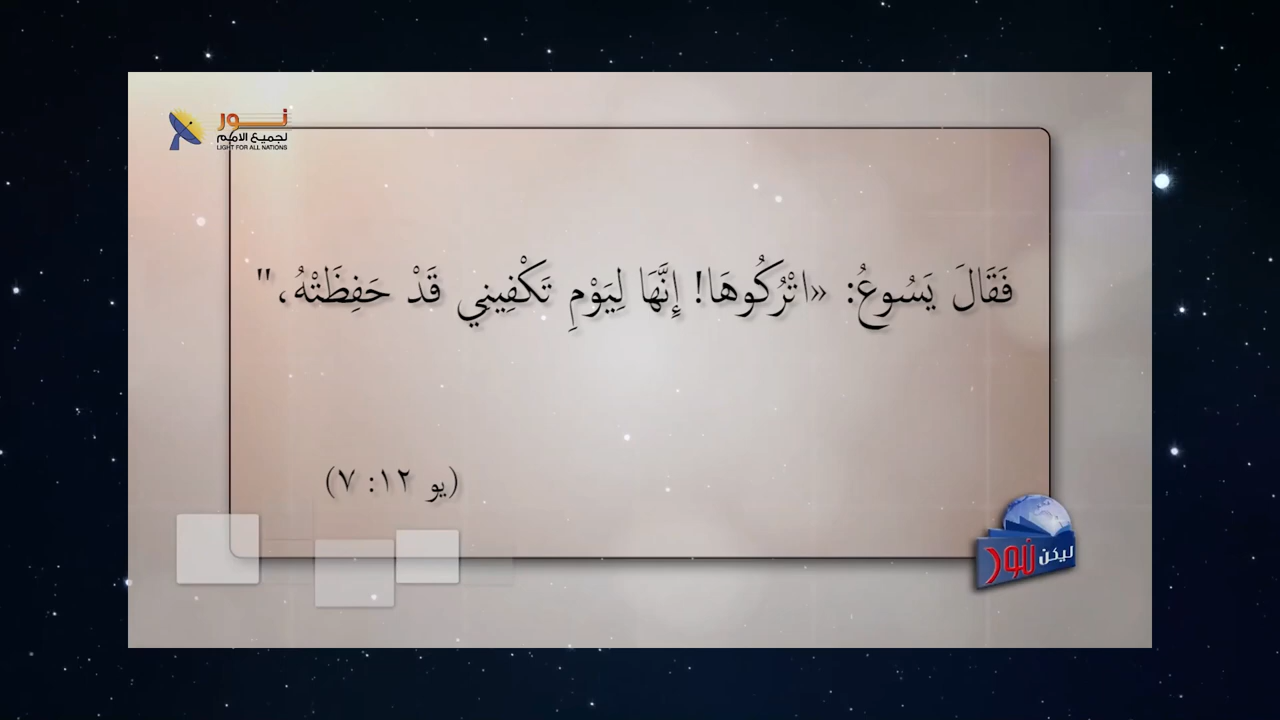 نور
لجميع الامم
LIGHT FOR ALL NATIONS
فَقَالَ يَسُوعُ: «اتْرُكُوهَا! إِنَّهَا لِيَوْمِ تَكْفِينِي قَدْ حَفِظَتْهُ،"
(يو ١٢: ٧)
ليكن نور